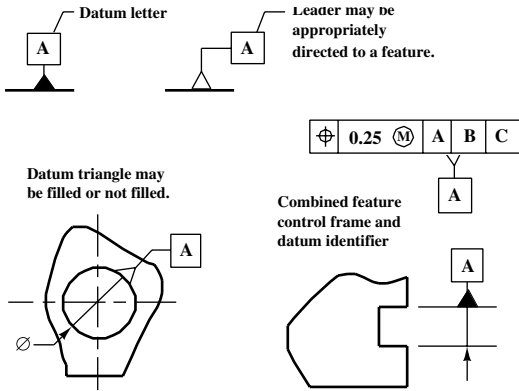 Datum letter
A
Leader may be
appropriately
directed to a feature.
A
⌖ 0.25 Ⓜ A B C
A
Datum triangle may
be filled or not filled.
A
Ø
Combined feature
control frame and
datum identifier
A